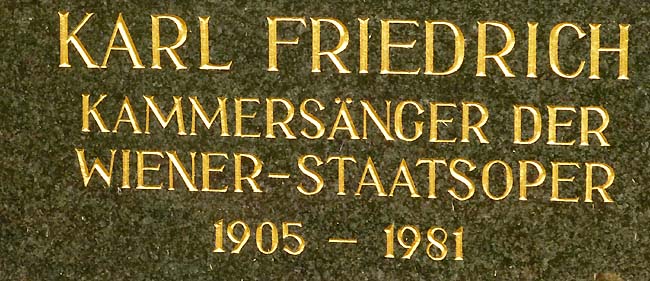 KARL FRIEDRICH
KAMMERSÄNGER DER
WIENER-STAATSOPER
1905 – 1981